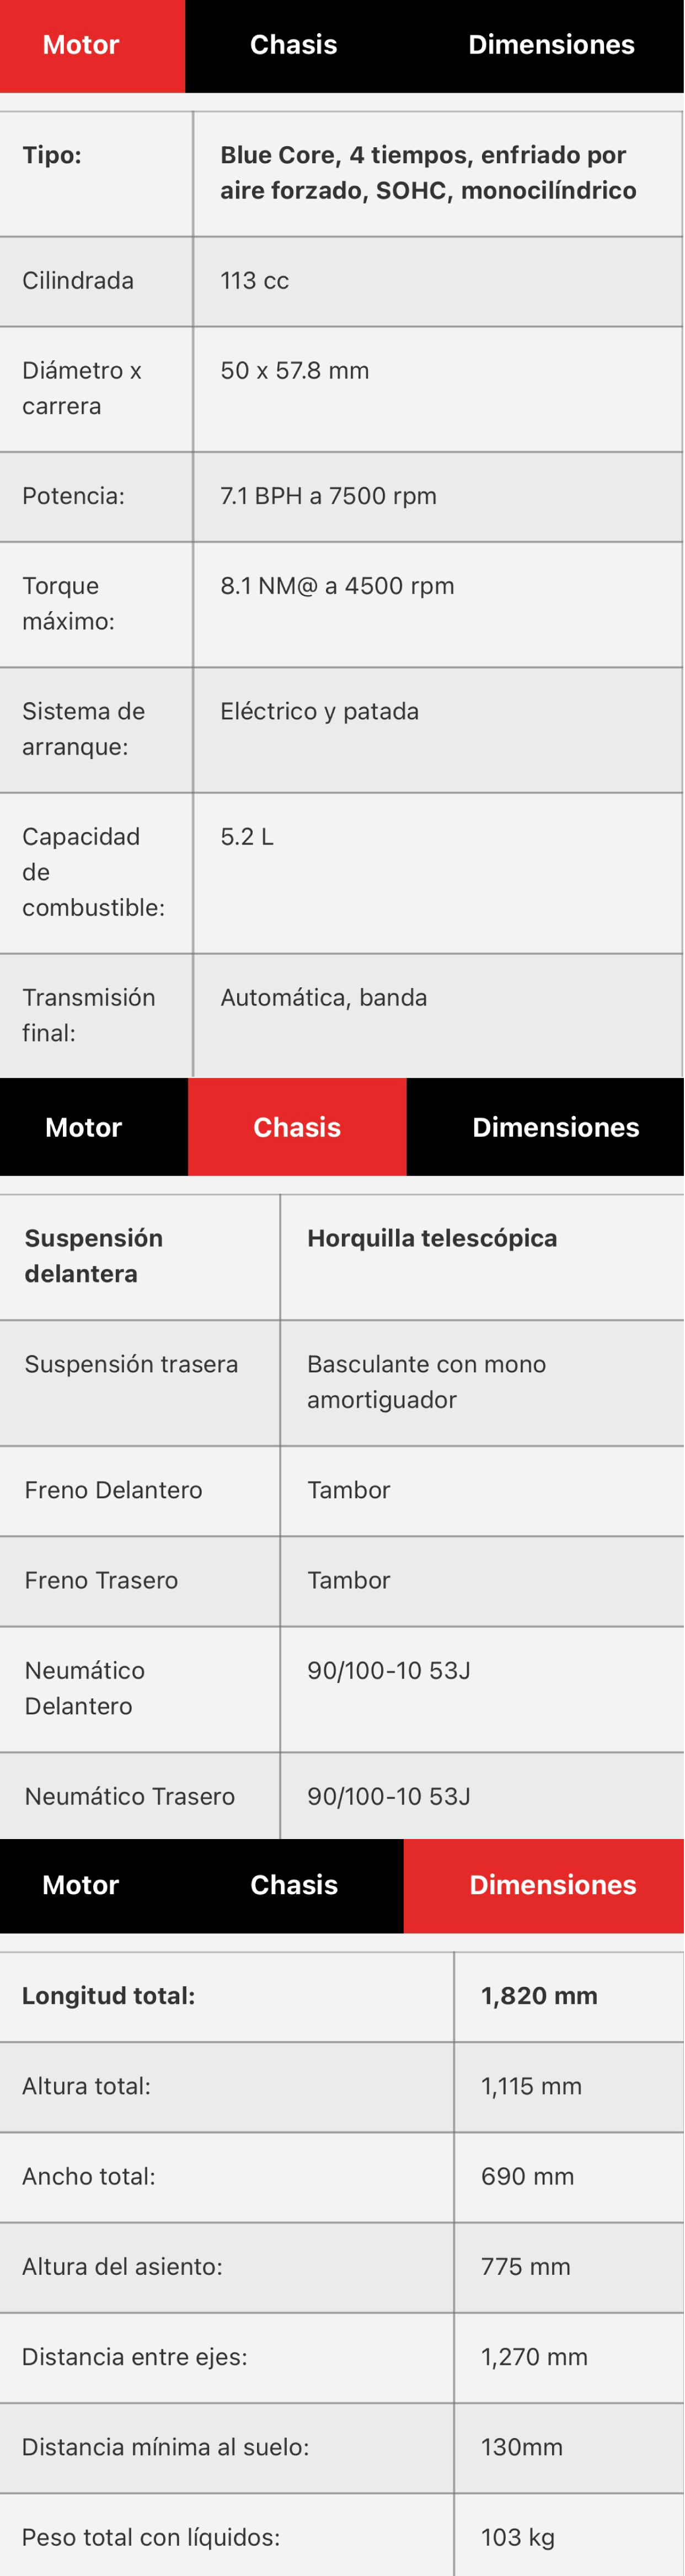 Motor Chasis Dimensiones
Tipo: Blue Core, 4 tiempos, enfriado por
aire forzado, SOHC, monocilíndrico
Cilindrada 113 cc
Diámetro x 50 x 57.8 mm
carrera
Potencia: 7.1 BPH a 7500 rpm
Torque 8.1 NM@ a 4500 rpm
máximo:
Sistema de Eléctrico y patada
arranque:
Capacidad 5.2 L
de
combustible:
Transmisión Automática, banda
final:
Motor Chasis Dimensiones
Suspensión Horquilla telescópica
delantera
Suspensión trasera Basculante con mono
amortiguador
Freno Delantero Tambor
Freno Trasero Tambor
Neumático 90/100-10 53J
Delantero
Neumático Trasero 90/100-10 53J
Motor Chasis Dimensiones
Longitud total: 1,820 mm
Altura total: 1,115 mm
Ancho total: 690 mm
Altura del asiento: 775 mm
Distancia entre ejes: 1,270 mm
Distancia mínima al suelo: 130mm
Peso total con líquidos: 103 kg